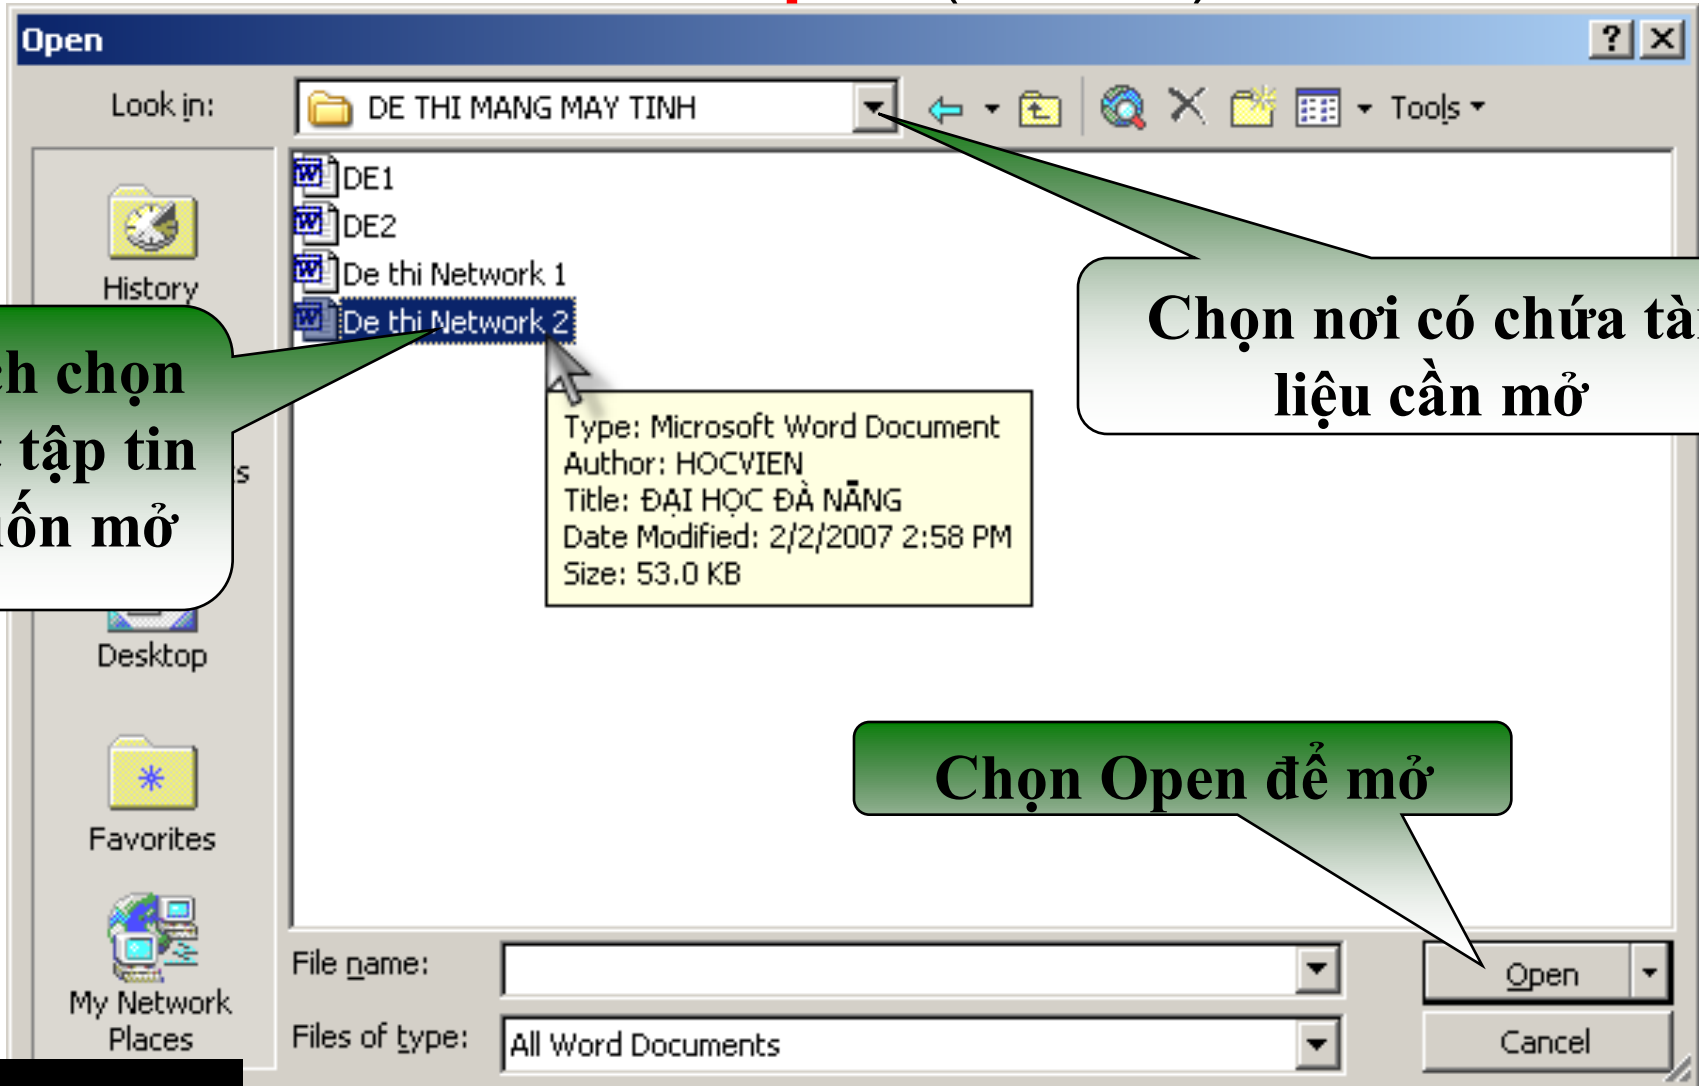 Open
Look in:
DE THI MANG MAY TINH
Tools
DE1
DE2
De thi Network 1
De thi Network 2
History
Chọn nơi có chứa
liệu cần mở
chọn
tập tin
mở
Type: Microsoft Word Document
Author: HOCVIEN
Title: ĐẠI HỌC ĐÀ NẴNG
Date Modified: 2/2/2007 2:58 PM
Size: 53.0 KB
Desktop
Chọn Open để mở
Favorites
My Network
Places
File name:
Open
Files of type:
All Word Documents
Cancel